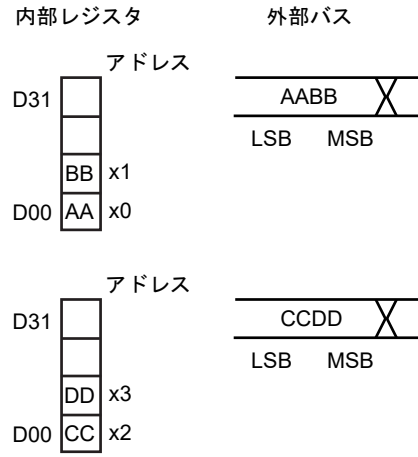 内部レジスタ 外部バス
アドレス
D31 AABB
LSB MSB
BB x1
D00 AA x0
アドレス
D31 CCDD
LSB MSB
DD x3
D00 CC x2